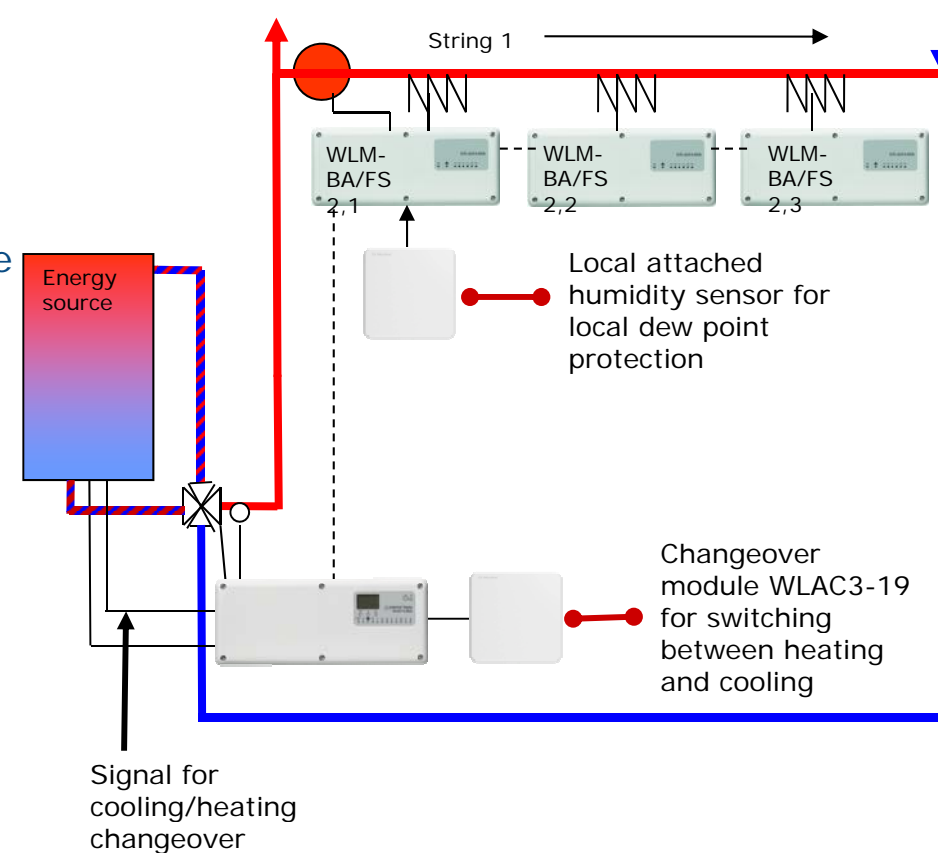 String 1
WLM-
BA/FS
2,1
WLM-
BA/FS
2,2
WLM-
BA/FS
2,3
e
Energy
source
Local attached
humidity sensor for
local dew point
protection
Changeover
module WLAC3-19
for switching
between heating
and cooling
Signal for
cooling/heating
changeover